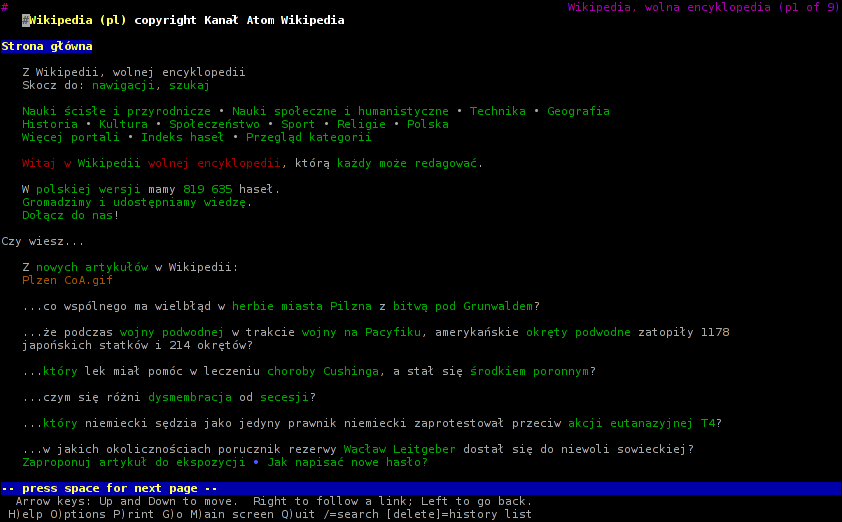 # Wikipedia, wolna encyklopedia (p1 of 9)
#Wikipedia (pl) copyright Kanał Atom Wikipedia
Strona główna
Z Wikipedii, wolnej encyklopedii
Skocz do: nawigacji, szukaj
Nauki ścisłe i przyrodnicze • Nauki społeczne i humanistyczne • Technika • Geografia
Historia • Kultura • Społeczeństwo • Sport • Religie • Polska
Więcej portali • Indeks haseł • Przegląd kategorii
Witaj w Wikipedii wolnej encyklopedii, którą każdy może redagować.
W polskiej wersji mamy 819 635 haseł.
Gromadzimy i udostępniamy wiedzę.
Dołącz do nas!
Czy wiesz...
Z nowych artykułów w Wikipedii:
Plzen CoA.gif
...co wspólnego ma wielbłąd w herbie miasta Pilzna z bitwą pod Grunwaldem?
...że podczas wojny podwodnej w trakcie wojny na Pacyfiku, amerykańskie okręty podwodne zatopiły 1178
japońskich statków i 214 okrętów?
...który lek miał pomóc w leczeniu choroby Cushinga, a stał się środkiem poronnym?
...czym się różni dysmembracja od secesji?
...który niemiecki sędzia jako jedyny prawnik niemiecki zaprotestował przeciw akcji eutanazyjnej T4?
...w jakich okolicznościach porucznik rezerwy Wacław Leitgeber dostał się do niewoli sowieckiej?
Zaproponuj artykuł do ekspozycji • Jak napisać nowe hasło?
-- press space for next page --
Arrow keys: Up and Down to move. Right to follow a link; Left to go back.
H)elp O)ptions P)rint G)o M)ain screen Q)uit /=search [delete]=history list